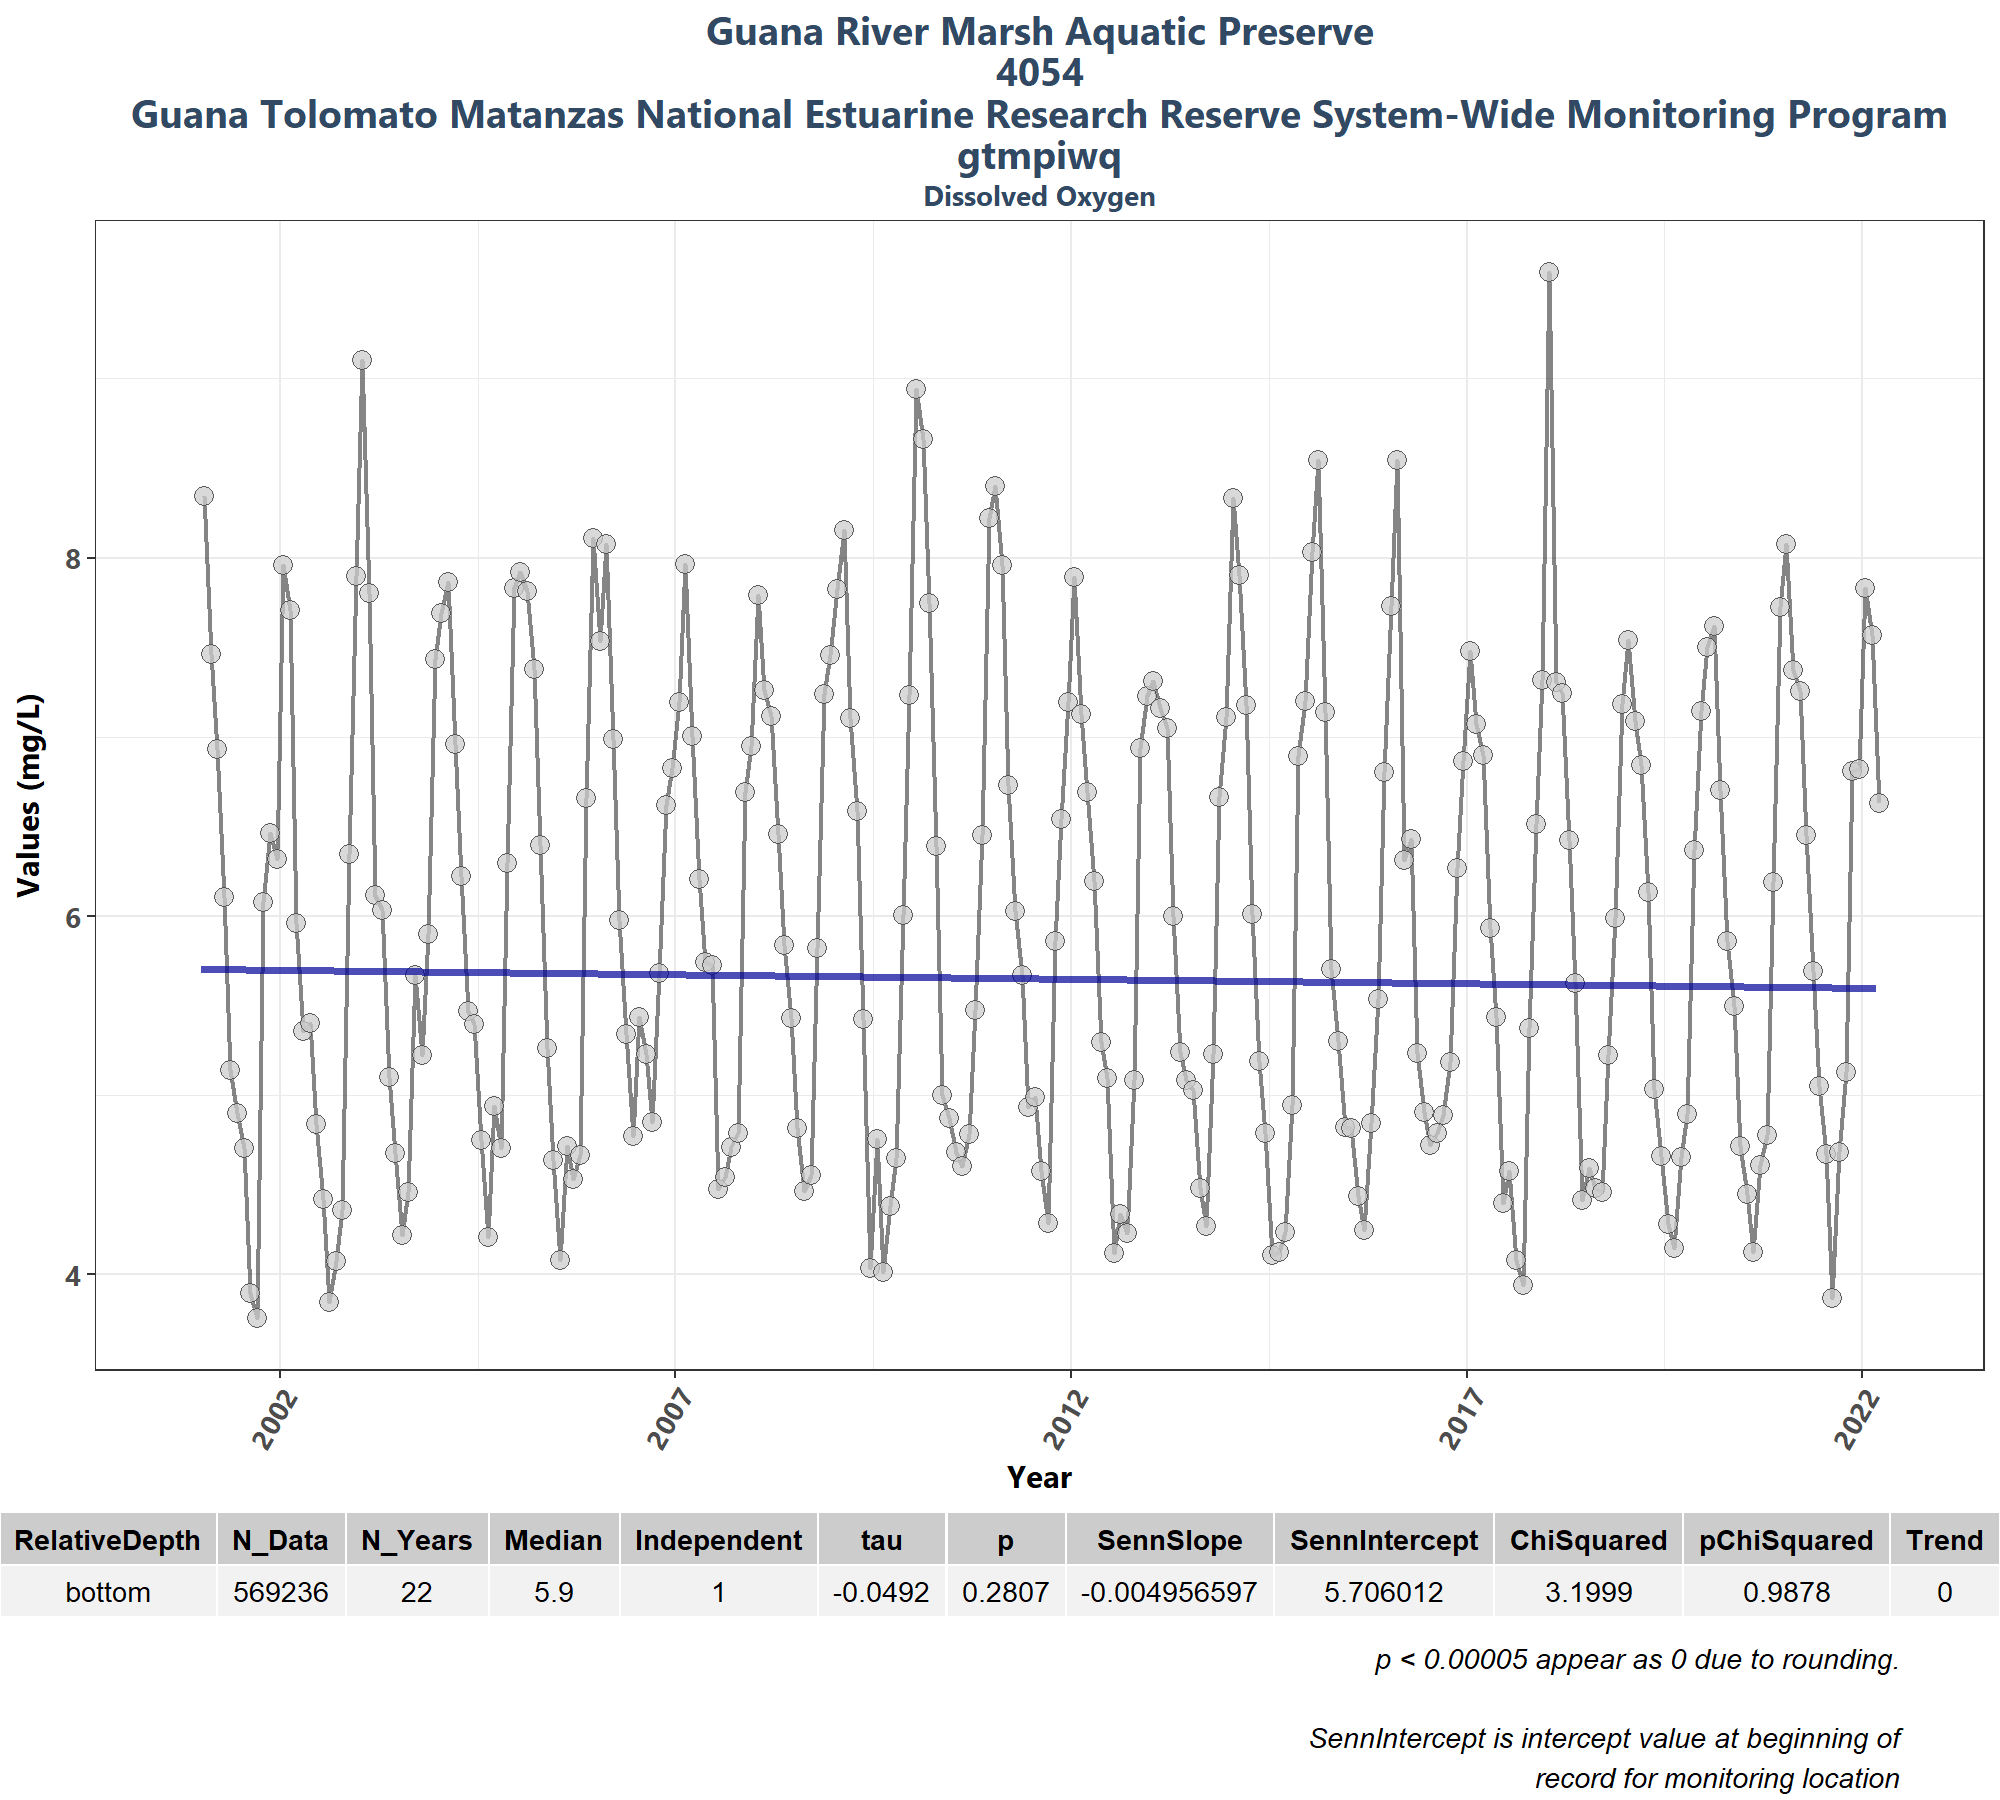 Guana River Marsh Aquatic Preserve
4054
Guana Tolomato Matanzas National Estuarine Research Reserve System-Wide Monitoring Program
gtmpiwq
Dissolved Oxygen
Values (mg/L)
8
6
4
2002 2007 2012 2017 2022
Year
RelativeDepth N_Data N_Years Median Independent tau p SennSlope SennIntercept ChiSquared pChiSquared Trend
bottom 569236 22 5.9 1 -0.0492 0.2807 -0.004956597 5.706012 3.1999 0.9878 0
p < 0.00005 appear as 0 due to rounding.
SennIntercept is intercept value at beginning of
record for monitoring location